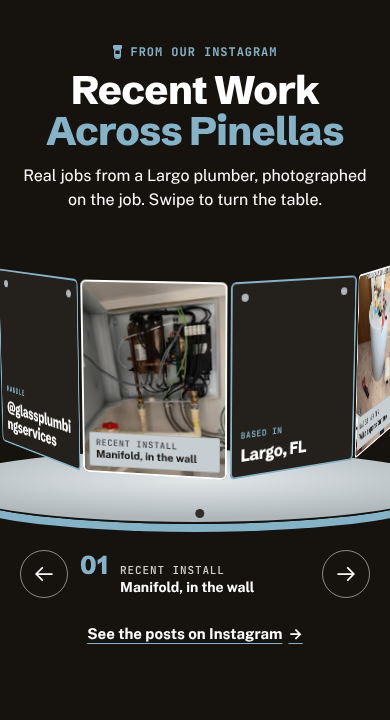 FROM OUR INSTAGRAM
Recent Work
Across Pinellas
Real jobs from a Largo plumber, photographed
on the job. Swipe to turn the table.
HANDLE
@glassplumbi
ngservices
RECENT INSTALL
Manifold, in the wall
BASED IN
Largo, FL
01
RECENT INSTALL
Manifold, in the wall
See the posts on Instagram →